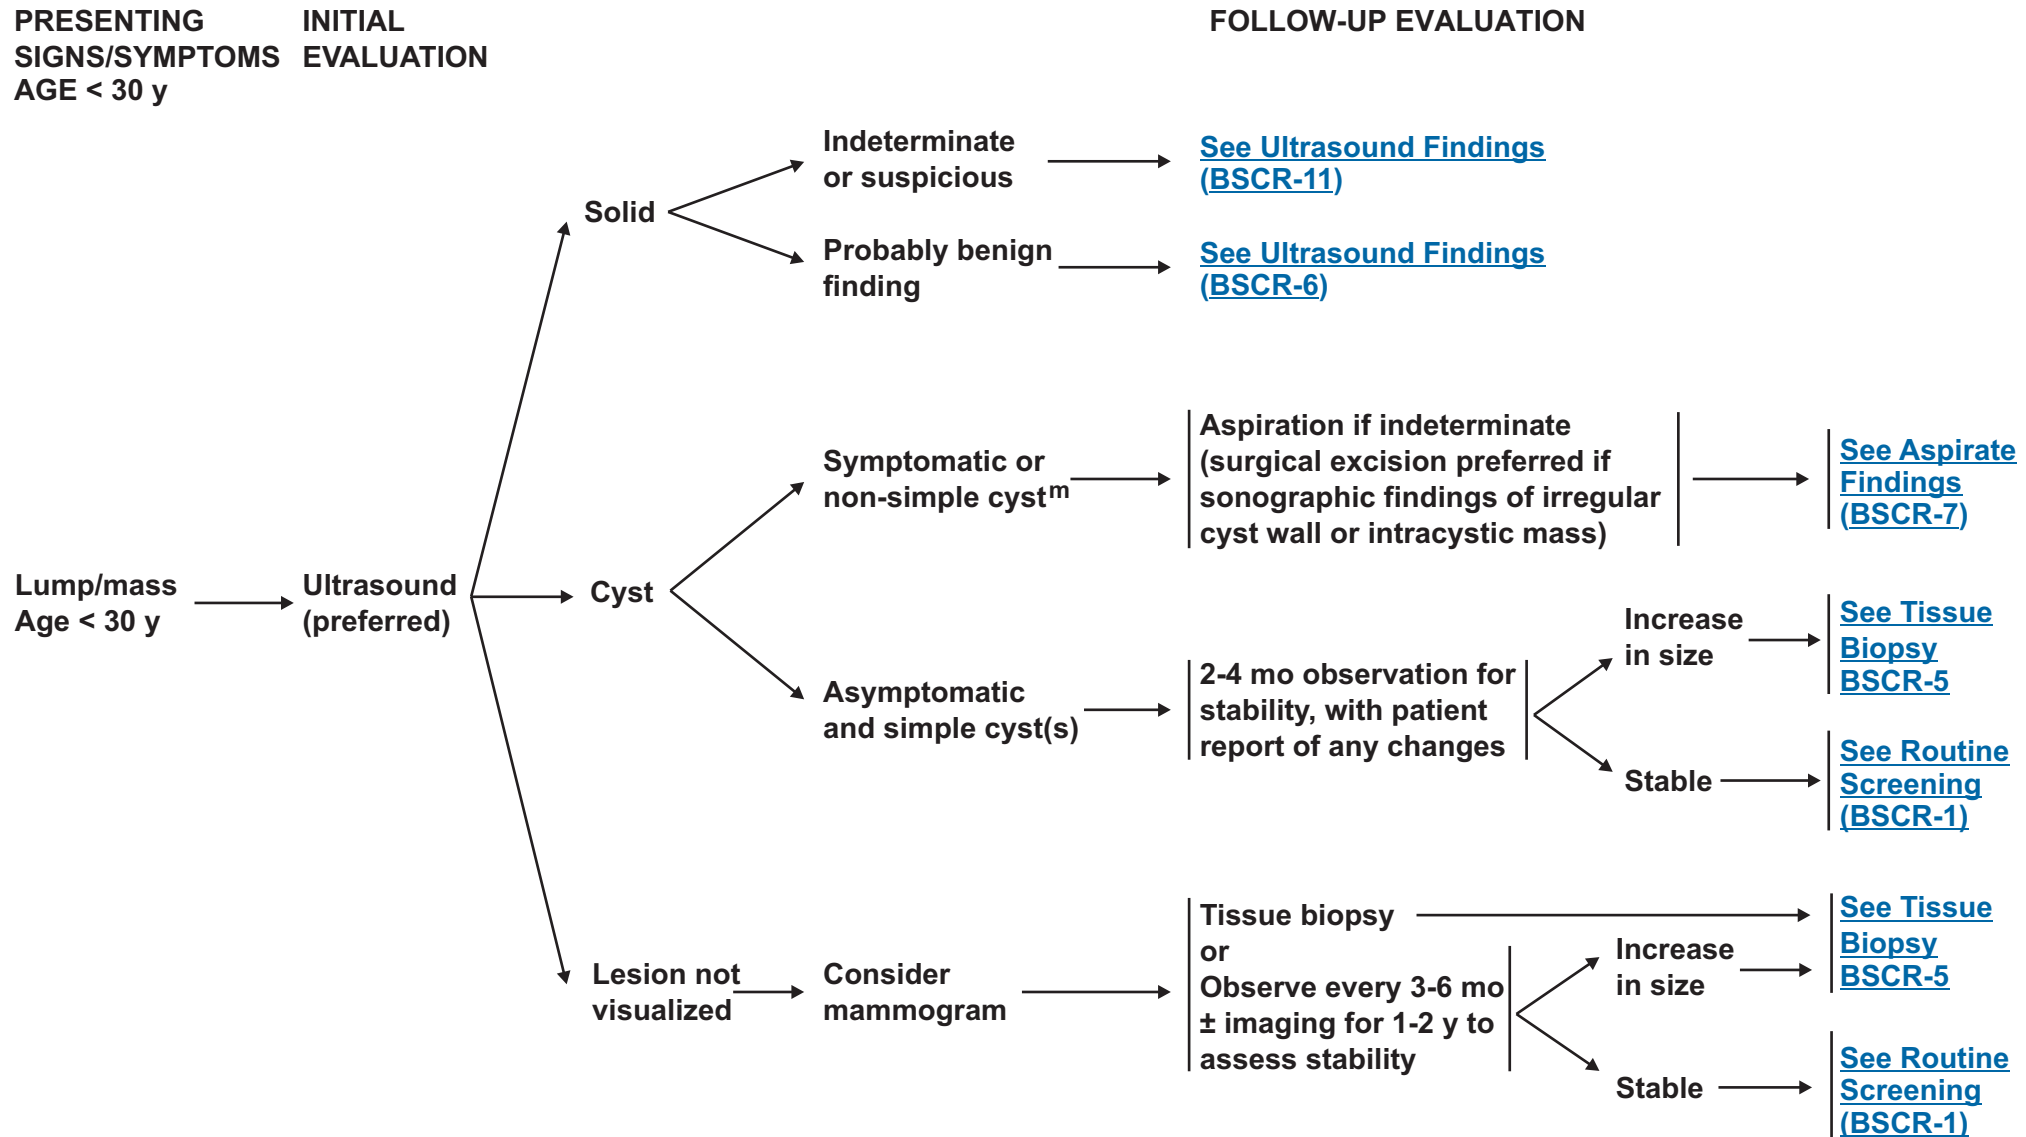 PRESENTING
SIGNS/SYMPTOMS
AGE < 30 y
INITIAL
EVALUATION
FOLLOW-UP EVALUATION
Lump/mass
Age < 30 y
Ultrasound
(preferred)
Solid
Indeterminate
or suspicious
See Ultrasound Findings
(BSCR-11)
Probably benign
finding
See Ultrasound Findings
(BSCR-6)
Cyst
Symptomatic or
non-simple cystᵐ
Aspiration if indeterminate
(surgical excision preferred if
sonographic findings of irregular
cyst wall or intracystic mass)
See Aspirate
Findings
(BSCR-7)
Asymptomatic
and simple cyst(s)
2-4 mo observation for
stability, with patient
report of any changes
Increase
in size
See Tissue
Biopsy
BSCR-5
Stable
See Routine
Screening
(BSCR-1)
Lesion not
visualized
Consider
mammogram
Tissue biopsy
or
Observe every 3-6 mo
± imaging for 1-2 y to
assess stability
Increase
in size
See Tissue
Biopsy
BSCR-5
Stable
See Routine
Screening
(BSCR-1)